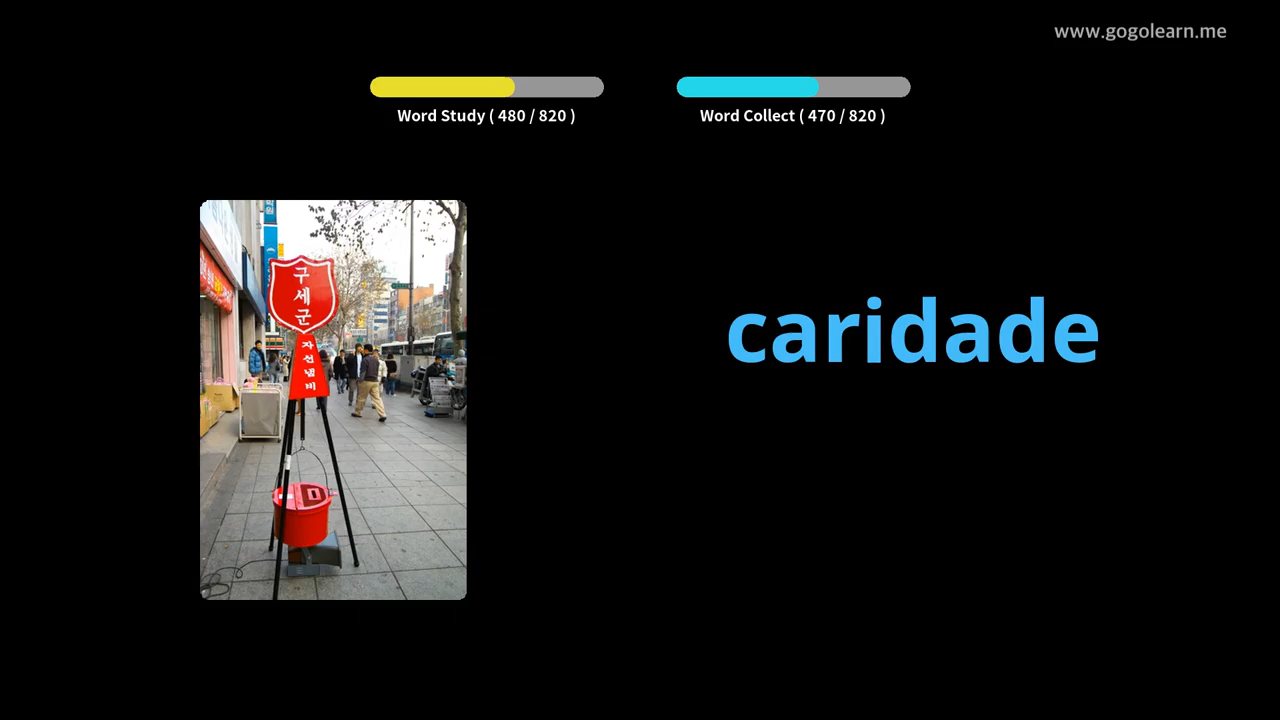 www.gogolearn.me
Word Study ( 480 / 820 )
Word Collect ( 470 / 820 )
구
세
군
자
선
냄
비
caridade